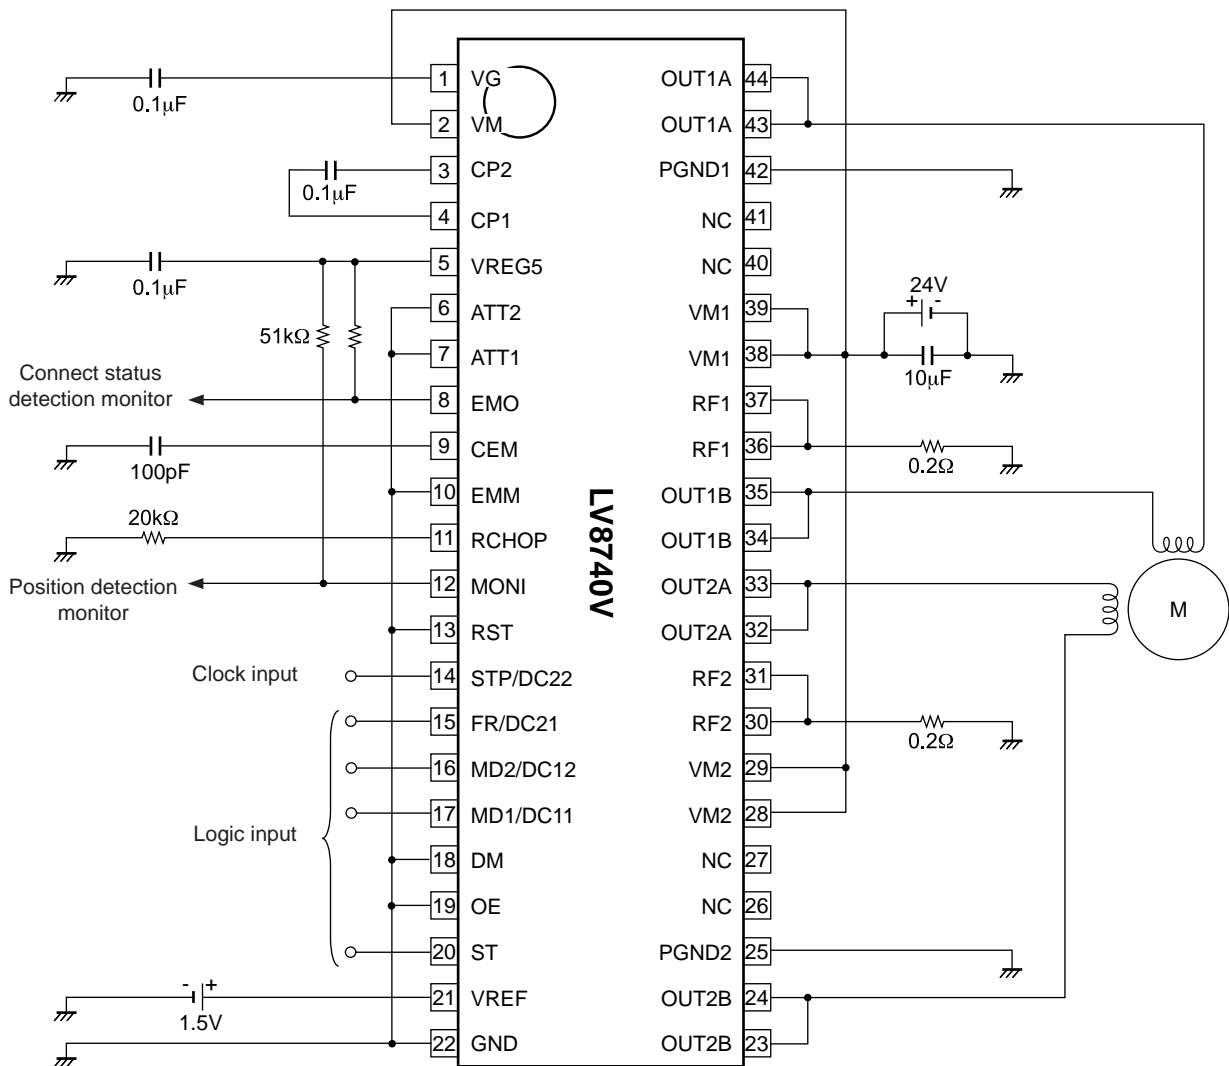 1 VG OUT1A 44
0.1µF
2 VM OUT1A 43
3 CP2 PGND1 42
0.1µF
4 CP1 NC 41
5 VREG5 NC 40
0.1µF
24V
+ -
6 ATT2 VM1 39
51kΩ
7 ATT1 VM1 38
10µF
Connect status
detection monitor
8 EMO RF1 37
9 CEM RF1 36
100pF
0.2Ω
10 EMM OUT1B 35
20kΩ
11 RCHOP OUT1B 34
LV8740V
12 MONI OUT2A 33
Position detection
monitor
M
13 RST OUT2A 32
Clock input
14 STP/DC22 RF2 31
15 FR/DC21 RF2 30
0.2Ω
16 MD2/DC12 VM2 29
17 MD1/DC11 VM2 28
Logic input
18 DM NC 27
19 OE NC 26
20 ST PGND2 25
- +
21 VREF OUT2B 24
1.5V
22 GND OUT2B 23